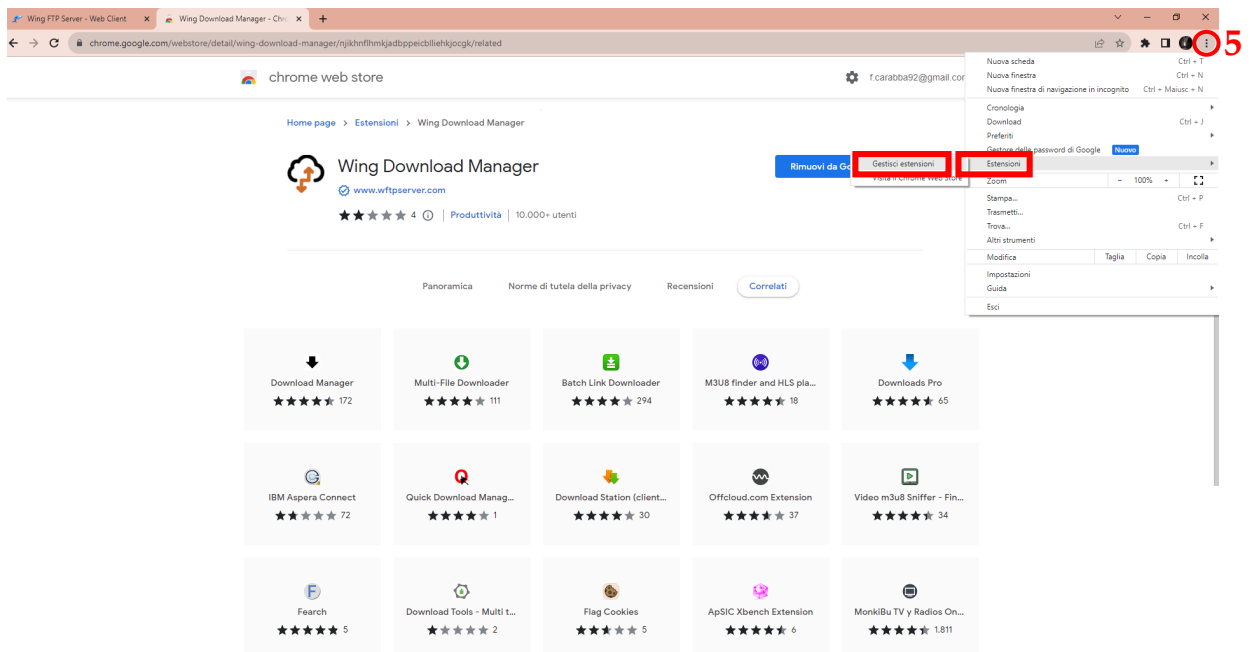 Wing FTP Server - Web Client
Wing Download Manager - Chr
chrome.google.com/webstore/detail/wing-download-manager/njikhnflhmkjadbppeicblliehkjocgk/related
5
chrome web store
f.carabba92@gmail.cor
Nuova scheda Ctrl + T
Nuova finestra Ctrl + N
Nuova finestra di navigazione in incognito Ctrl + Maiusc + N
Cronologia
Download Ctrl + J
Preferiti
Gestore delle password di Google Nuovo
Estensioni
Zoom - 100% +
Stampa... Ctrl + P
Trasmetti...
Trova... Ctrl + F
Altri strumenti
Modifica Taglia Copia Incolla
Impostazioni
Guida
Esci
Gestisci estensioni
Visita il Chrome Web Store
Home page > Estensioni > Wing Download Manager
Wing Download Manager
Rimuovi da Go
www.wftpserver.com
4 Produttività 10.000+ utenti
Panoramica Norme di tutela della privacy Recensioni Correlati
Download Manager
172
Multi-File Downloader
111
Batch Link Downloader
294
M3U8 finder and HLS pla...
18
Downloads Pro
65
IBM Aspera Connect
72
Quick Download Manag...
1
Download Station (client...
30
Offcloud.com Extension
37
Video m3u8 Sniffer - Fin...
34
F
Fearch
5
Download Tools - Multi t...
2
Flag Cookies
5
ApSIC Xbench Extension
6
MonkiBu TV y Radios On...
1.811